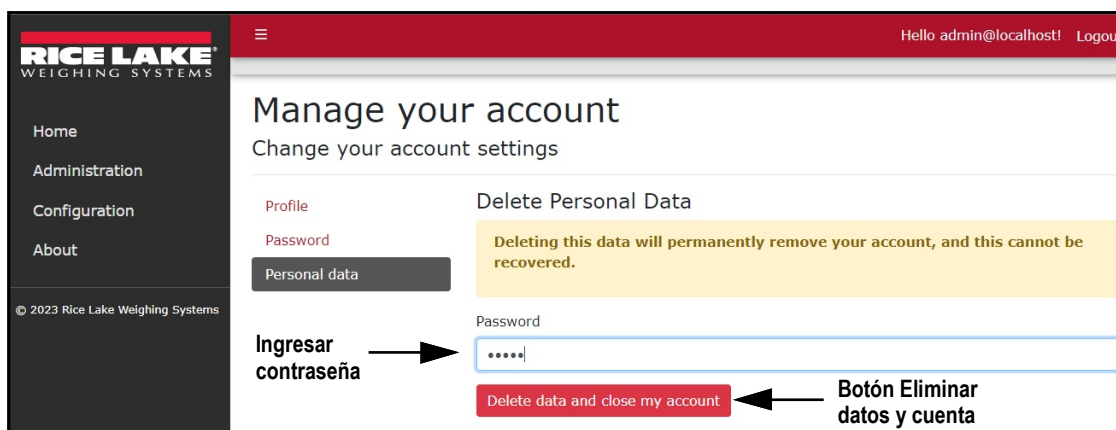 RICE LAKE®
WEIGHING SYSTEMS
☰
Hello admin@localhost! Logou
Home
Administration
Configuration
About
© 2023 Rice Lake Weighing Systems
Manage your account
Change your account settings
Profile
Password
Personal data
Delete Personal Data
Deleting this data will permanently remove your account, and this cannot be
recovered.
Password
•••••
Ingresar
contraseña
Delete data and close my account
Botón Eliminar
datos y cuenta